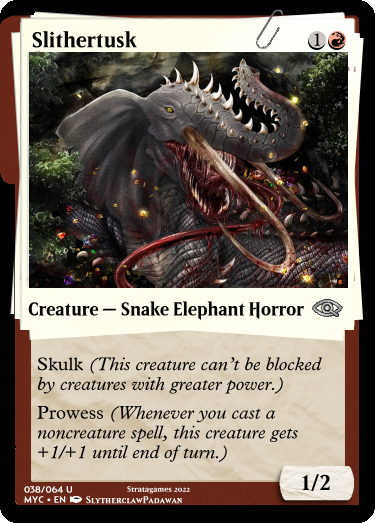 Slithertusk
1
Creature — Snake Elephant Horror
Skulk (This creature can't be blocked
by creatures with greater power.)
Prowess (Whenever you cast a
noncreature spell, this creature gets
+1/+1 until end of turn.)
1/2
038/064 U
Stratagames 2022
MYC • EN SlytherclawPadawan